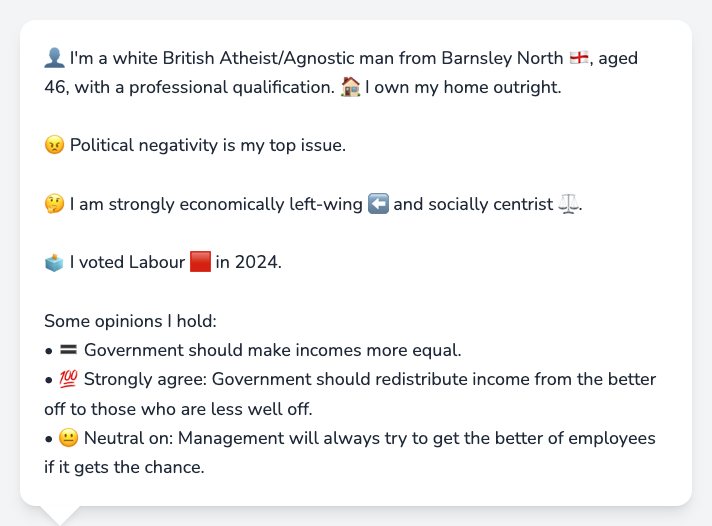 👤 I'm a white British Atheist/Agnostic man from Barnsley North 🏴󠁧󠁢󠁥󠁮󠁧󠁿, aged
46, with a professional qualification. 🏠 I own my home outright.
😠 Political negativity is my top issue.
🤔 I am strongly economically left-wing ⬅️ and socially centrist ⚖️.
🗳️ I voted Labour 🟥 in 2024.
Some opinions I hold:
• 🟰 Government should make incomes more equal.
• 💯 Strongly agree: Government should redistribute income from the better
off to those who are less well off.
• 😐 Neutral on: Management will always try to get the better of employees
if it gets the chance.